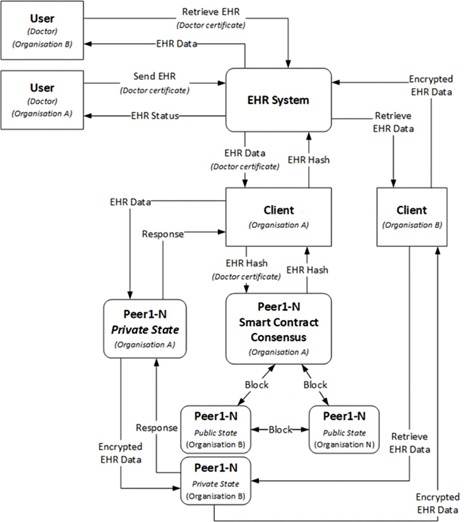 User
(Doctor)
(Organisation B)
Retrieve EHR
(Doctor certificate)
EHR Data
User
(Doctor)
(Organisation A)
Send EHR
(Doctor certificate)
EHR Status
EHR System
Encrypted
EHR Data
Retrieve
EHR Data
EHR Data
(Doctor certificate)
EHR Hash
Client
(Organisation A)
Client
(Organisation B)
EHR Data
Response
EHR Hash
(Doctor certificate)
EHR Hash
Peer1-N
Private State
(Organisation A)
Peer1-N
Smart Contract
Consensus
(Organisation A)
Block
Block
Peer1-N
Public State
(Organisation B)
Block
Peer1-N
Public State
(Organisation N)
Response
Encrypted
EHR Data
Retrieve
EHR Data
Peer1-N
Private State
(Organisation B)
Encrypted
EHR Data